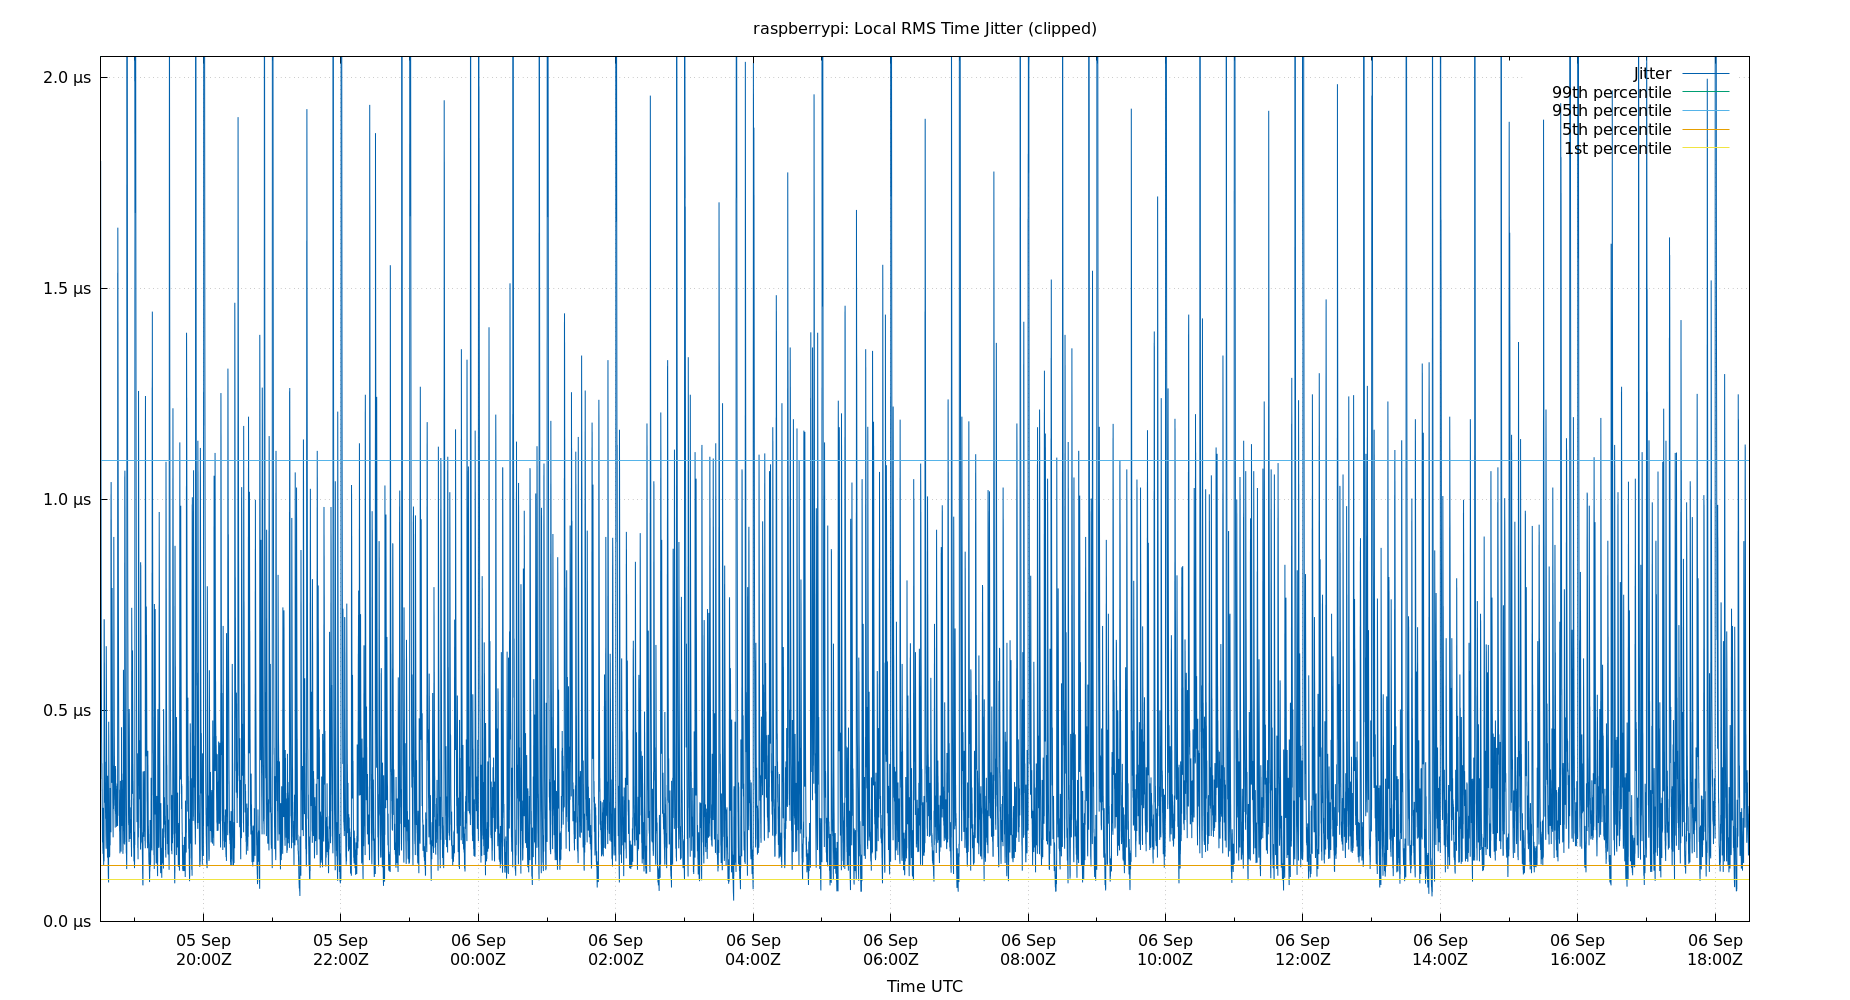 raspberrypi: Local RMS Time Jitter (clipped)
2.0 µs
1.5 µs
1.0 µs
0.5 µs
0.0 µs
Jitter
99th percentile
95th percentile
5th percentile
1st percentile
05 Sep 05 Sep 06 Sep 06 Sep 06 Sep 06 Sep 06 Sep 06 Sep 06 Sep 06 Sep 06 Sep 06 Sep
20:00Z 22:00Z 00:00Z 02:00Z 04:00Z 06:00Z 08:00Z 10:00Z 12:00Z 14:00Z 16:00Z 18:00Z
Time UTC